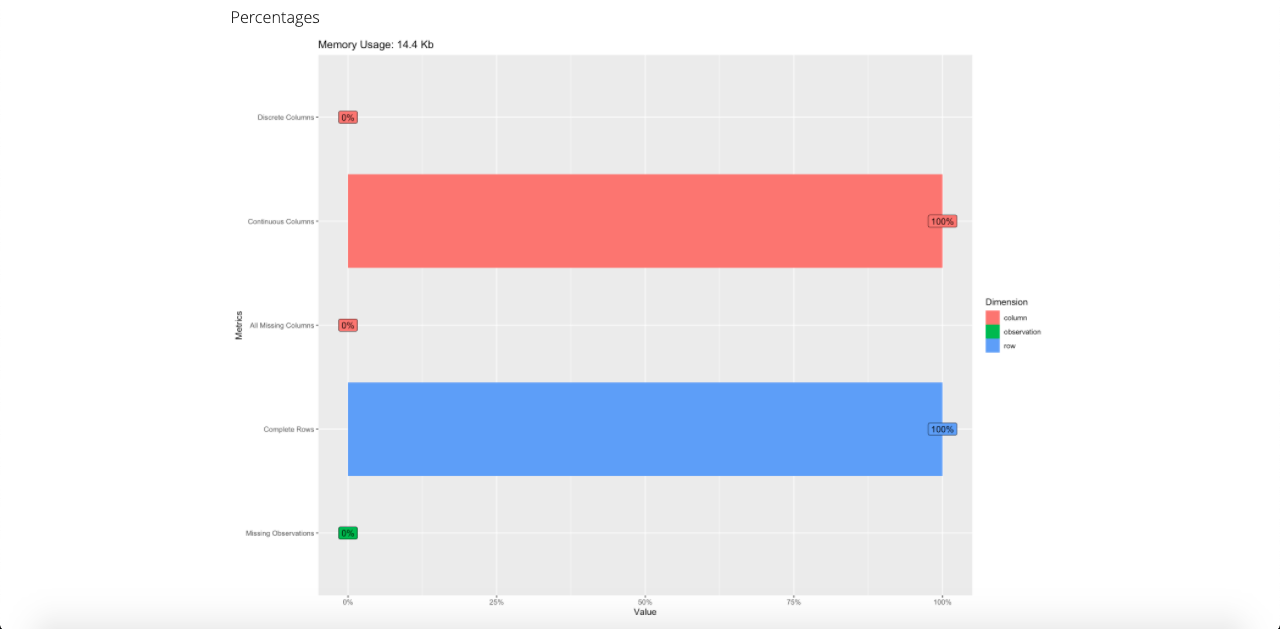 Percentages
Memory Usage: 14.4 Kb
Discrete Columns
0%
Continuous Columns
100%
All Missing Columns
0%
Complete Rows
100%
Missing Observations
0%
Metrics
0%
25%
50%
75%
100%
Value
Dimension
column
observation
row